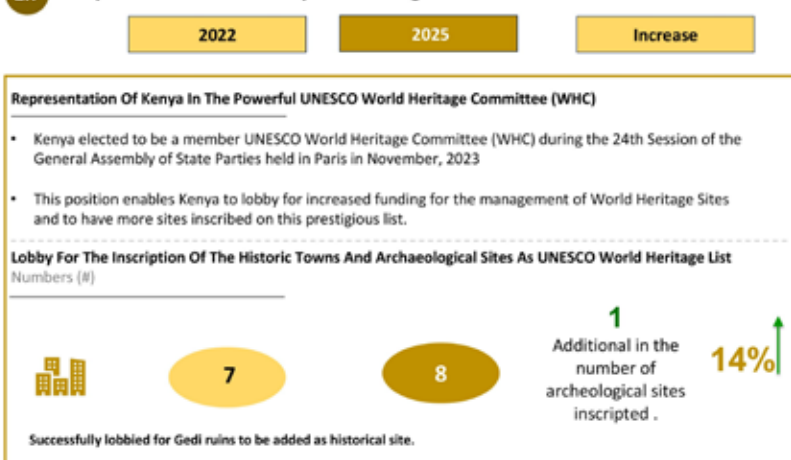 2022
2025
Increase
Representation Of Kenya In The Powerful UNESCO World Heritage Committee (WHC)
• Kenya elected to be a member UNESCO World Heritage Committee (WHC) during the 24th Session of the
General Assembly of State Parties held in Paris in November, 2023
• This position enables Kenya to lobby for increased funding for the management of World Heritage Sites
and to have more sites inscribed on this prestigious list.
Lobby For The Inscription Of The Historic Towns And Archaeological Sites As UNESCO World Heritage List
Numbers (#)
7
8
1
Additional in the
number of
archeological sites
inscripted .
14%
Successfully lobbied for Gedi ruins to be added as historical site.